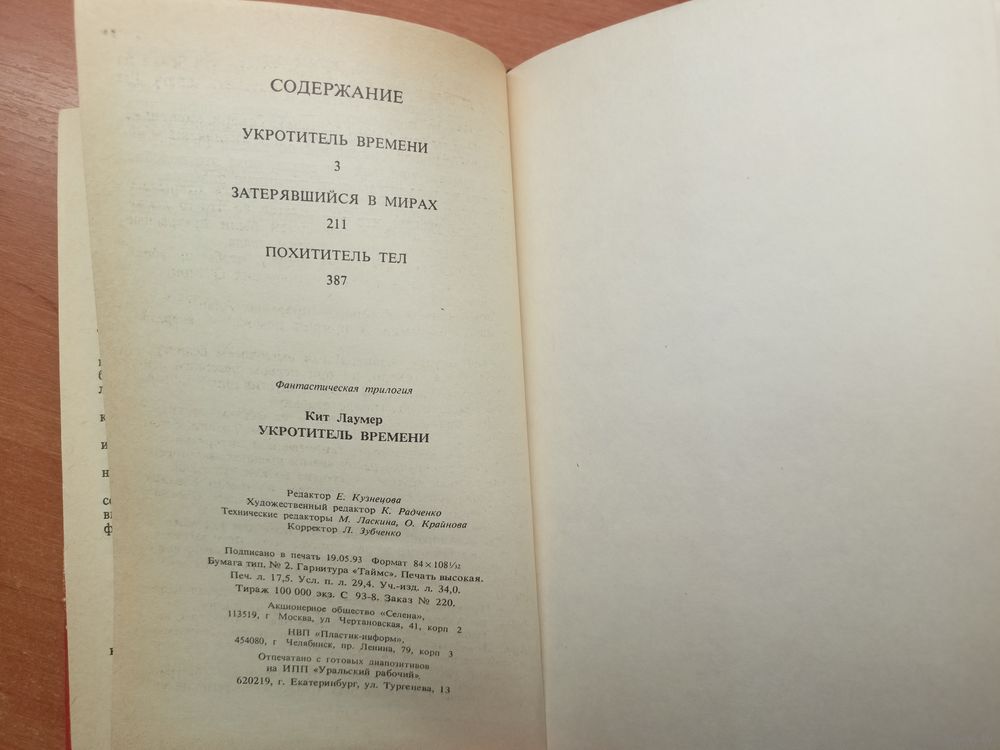 СОДЕРЖАНИЕ
УКРОТИТЕЛЬ ВРЕМЕНИ
3
ЗАТЕРЯВШИЙСЯ В МИРАХ
211
ПОХИТИТЕЛЬ ТЕЛ
387
Фантастическая трилогия
Кит Лаумер
УКРОТИТЕЛЬ ВРЕМЕНИ
Редактор Е. Кузнецова
Художественный редактор К. Радченко
Технические редакторы М. Ласкина, О. Крайнова
Корректор Л. Зубченко
Подписано в печать 19.05.93 Формат 84×108 1/32
Бумага тип. № 2. Гарнитура «Таймс». Печать высокая.
Печ. л. 17,5. Усл. п. л. 29,4. Уч.-изд. л. 34,0.
Тираж 100 000 экз. С 93-8. Заказ № 220.
Акционерное общество «Селена»,
113519, г Москва, ул Чертановская, 41, корп 2
НВП «Пластик-информ»,
454080, г Челябинск, пр. Ленина, 79, корп 3
Отпечатано с готовых диапозитивов
на ИПП «Уральский рабочий»
620219, г. Екатеринбург, ул. Тургенева, 13